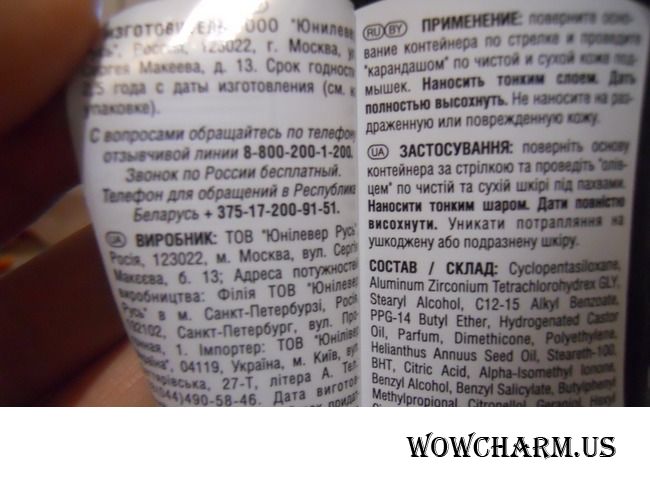 ИЗГОТОВИТЕЛЬ: ООО "Юнилевер
Русь", Россия, 123022, г. Москва, ул.
Сергея Макеева, д. 13. Срок годности
года с даты изготовления (см. на
упаковке).
С вопросами обращайтесь по телефону
отзывчивой линии 8-800-200-1-200.
Звонок по России бесплатный.
Телефон для обращений в Республике
Беларусь + 375-17-200-91-51.
UA ВИРОБНИК: ТОВ "Юнілевер Русь"
Росія, 123022, м. Москва, вул. Сергія
Макєєва, б. 13; Адреса потужностей
виробництва: Філія ТОВ "Юнілевер
Русь" в м. Санкт-Петербурзі, Росія,
192102, Санкт-Петербург, вул. Про-
1. Імпортер: ТОВ "Юнілівер
Україна", 04119, Україна, м. Київ, вул.
27-Т, літера А. Тел.
(044)490-58-46. Дата вигото-
RU BY ПРИМЕНЕНИЕ: поверните осно-
вание контейнера по стрелке и проведите
"карандашом" по чистой и сухой коже под-
мышек. Наносить тонким слоем. Дать
полностью высохнуть. Не наносите на раз-
драженную или поврежденную кожу.
UA ЗАСТОСУВАННЯ: поверніть основу
контейнера за стрілкою та проведіть "олів-
цем" по чистій та сухій шкірі під пахвами.
Наносити тонким шаром. Дати повністю
висохнути. Уникати потрапляння на
ушкоджену або подразнену шкіру.
СОСТАВ / СКЛАД: Cyclopentasiloxane,
Aluminum Zirconium Tetrachlorohydrex GLY,
Stearyl Alcohol, C12-15 Alkyl Benzoate,
PPG-14 Butyl Ether, Hydrogenated Castor
Oil, Parfum, Dimethicone, Polyethylene,
Helianthus Annuus Seed Oil, Steareth-100,
BHT, Citric Acid, Alpha-Isomethyl Ionone,
Benzyl Alcohol, Benzyl Salicylate, Butylphenyl
Methylpropional, Citronellol, Geraniol, Hexyl
WOWCHARM.US